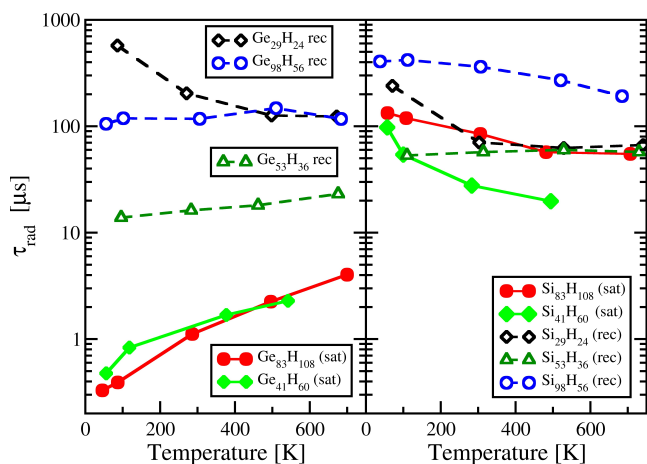 1000
100
10
1
τrad [μs]
Ge29H24 rec
Ge98H56 rec
Ge53H36 rec
Ge83H108 (sat)
Ge41H60 (sat)
Si83H108 (sat)
Si41H60 (sat)
Si29H24 (rec)
Si53H36 (rec)
Si98H56 (rec)
0 200 400 600 0 200 400 600
Temperature [K] Temperature [K]